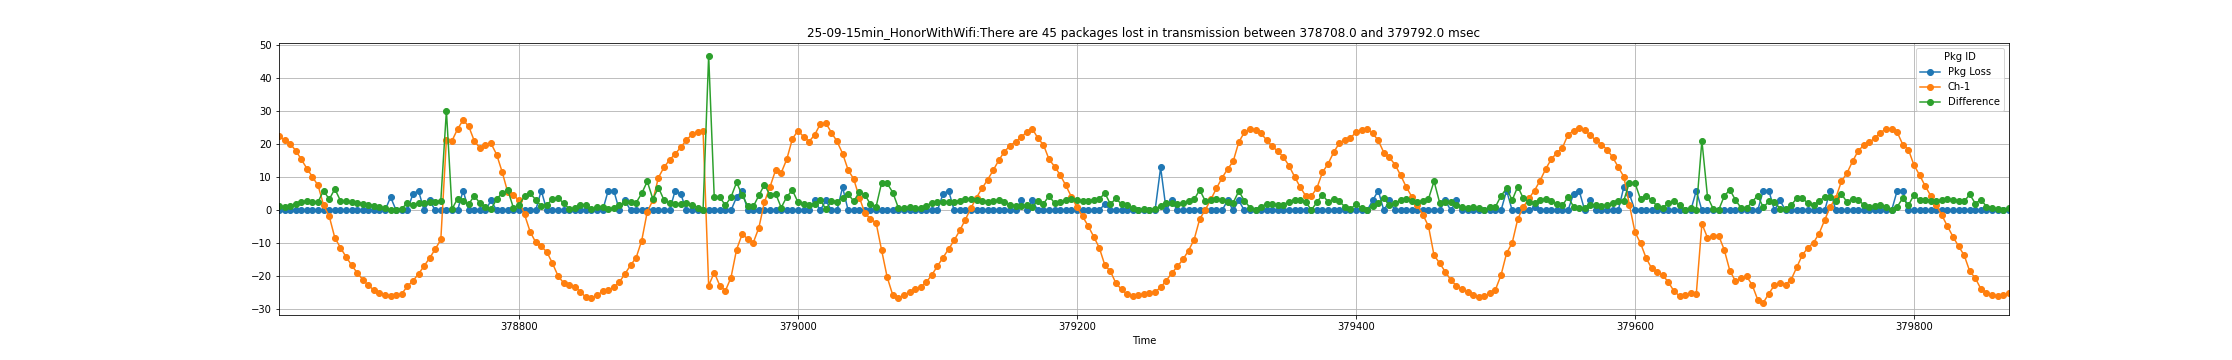 25-09-15min_HonorWithWifi:There are 45 packages lost in transmission between 378708.0 and 379792.0 msec
50
40
30
20
10
0
−10
−20
−30
Pkg ID
Pkg Loss
Ch-1
Difference
378800
379000
379200
379400
379600
379800
Time